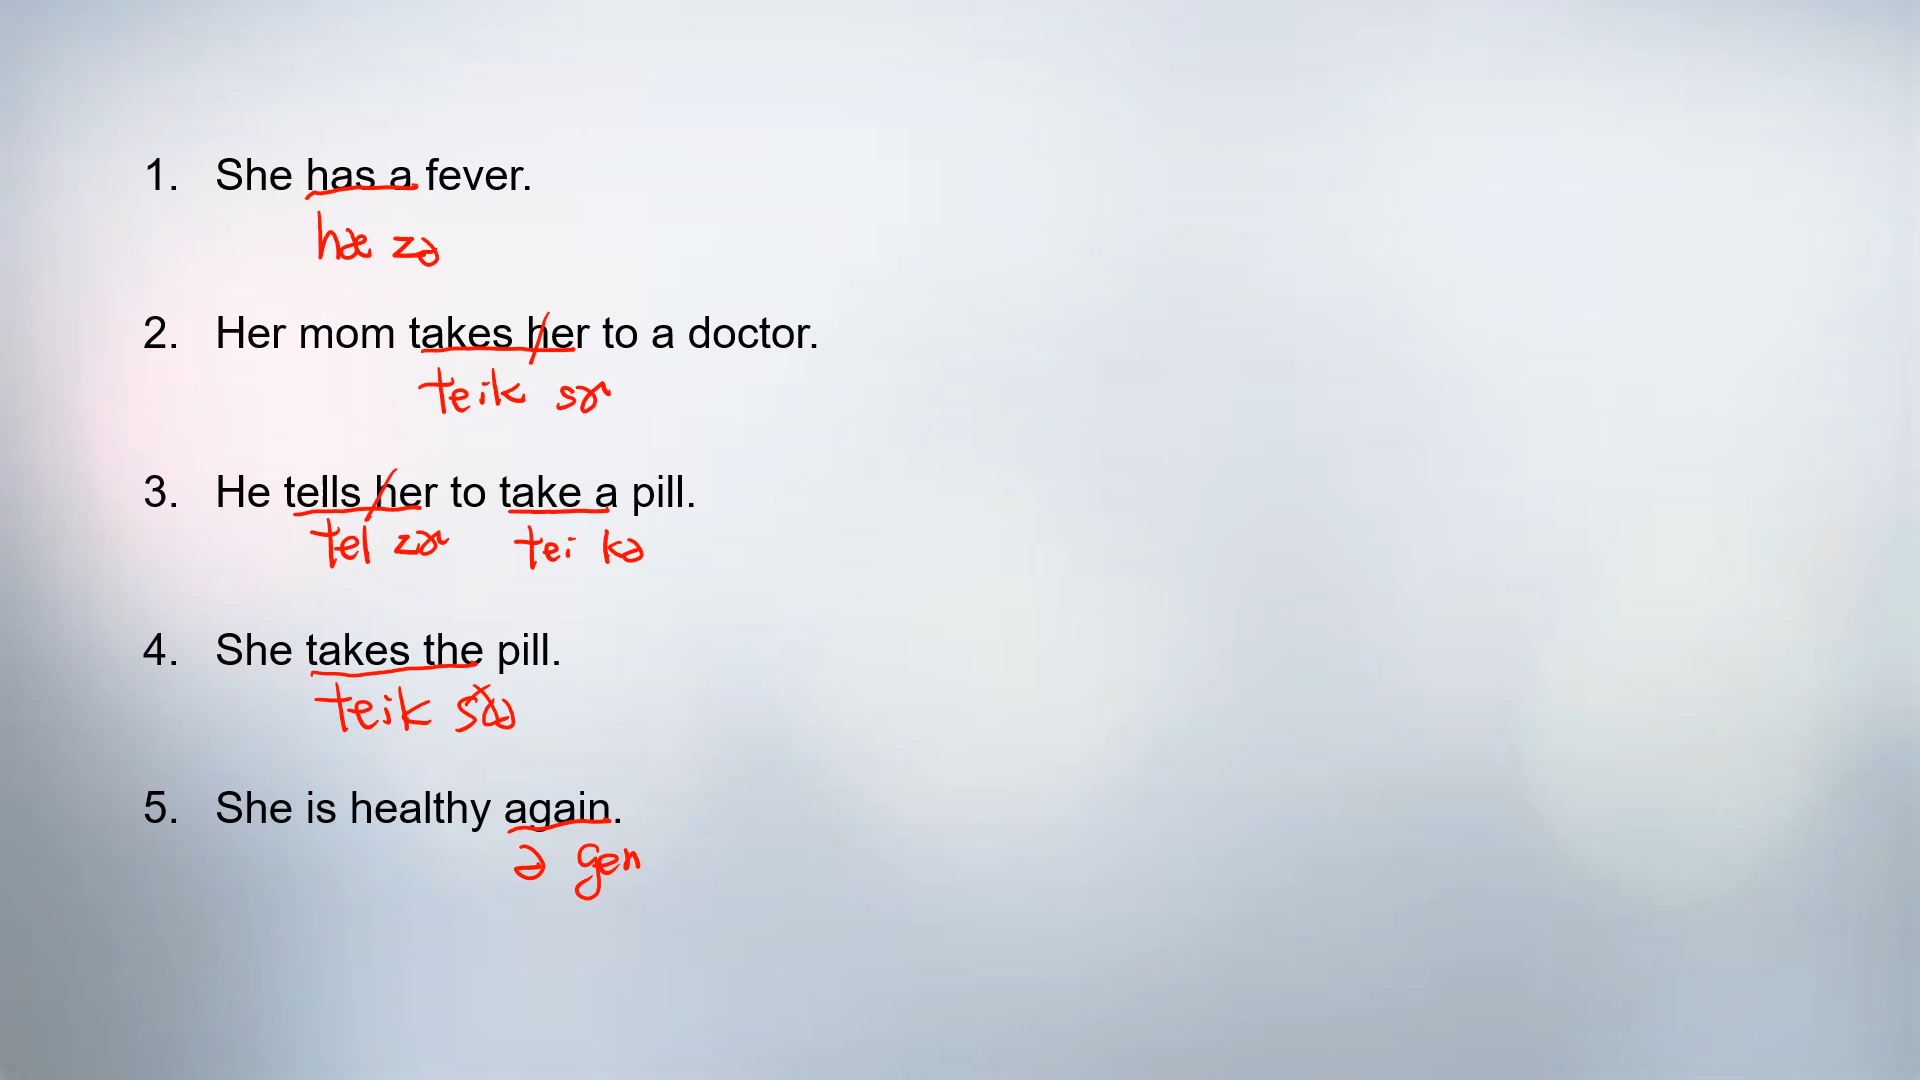 1. She has a fever.
hæ zə
2. Her mom takes her to a doctor.
teik sɚ
3. He tells her to take a pill.
tel zɚ tei kə
4. She takes the pill.
teik sðə
5. She is healthy again.
ə gen